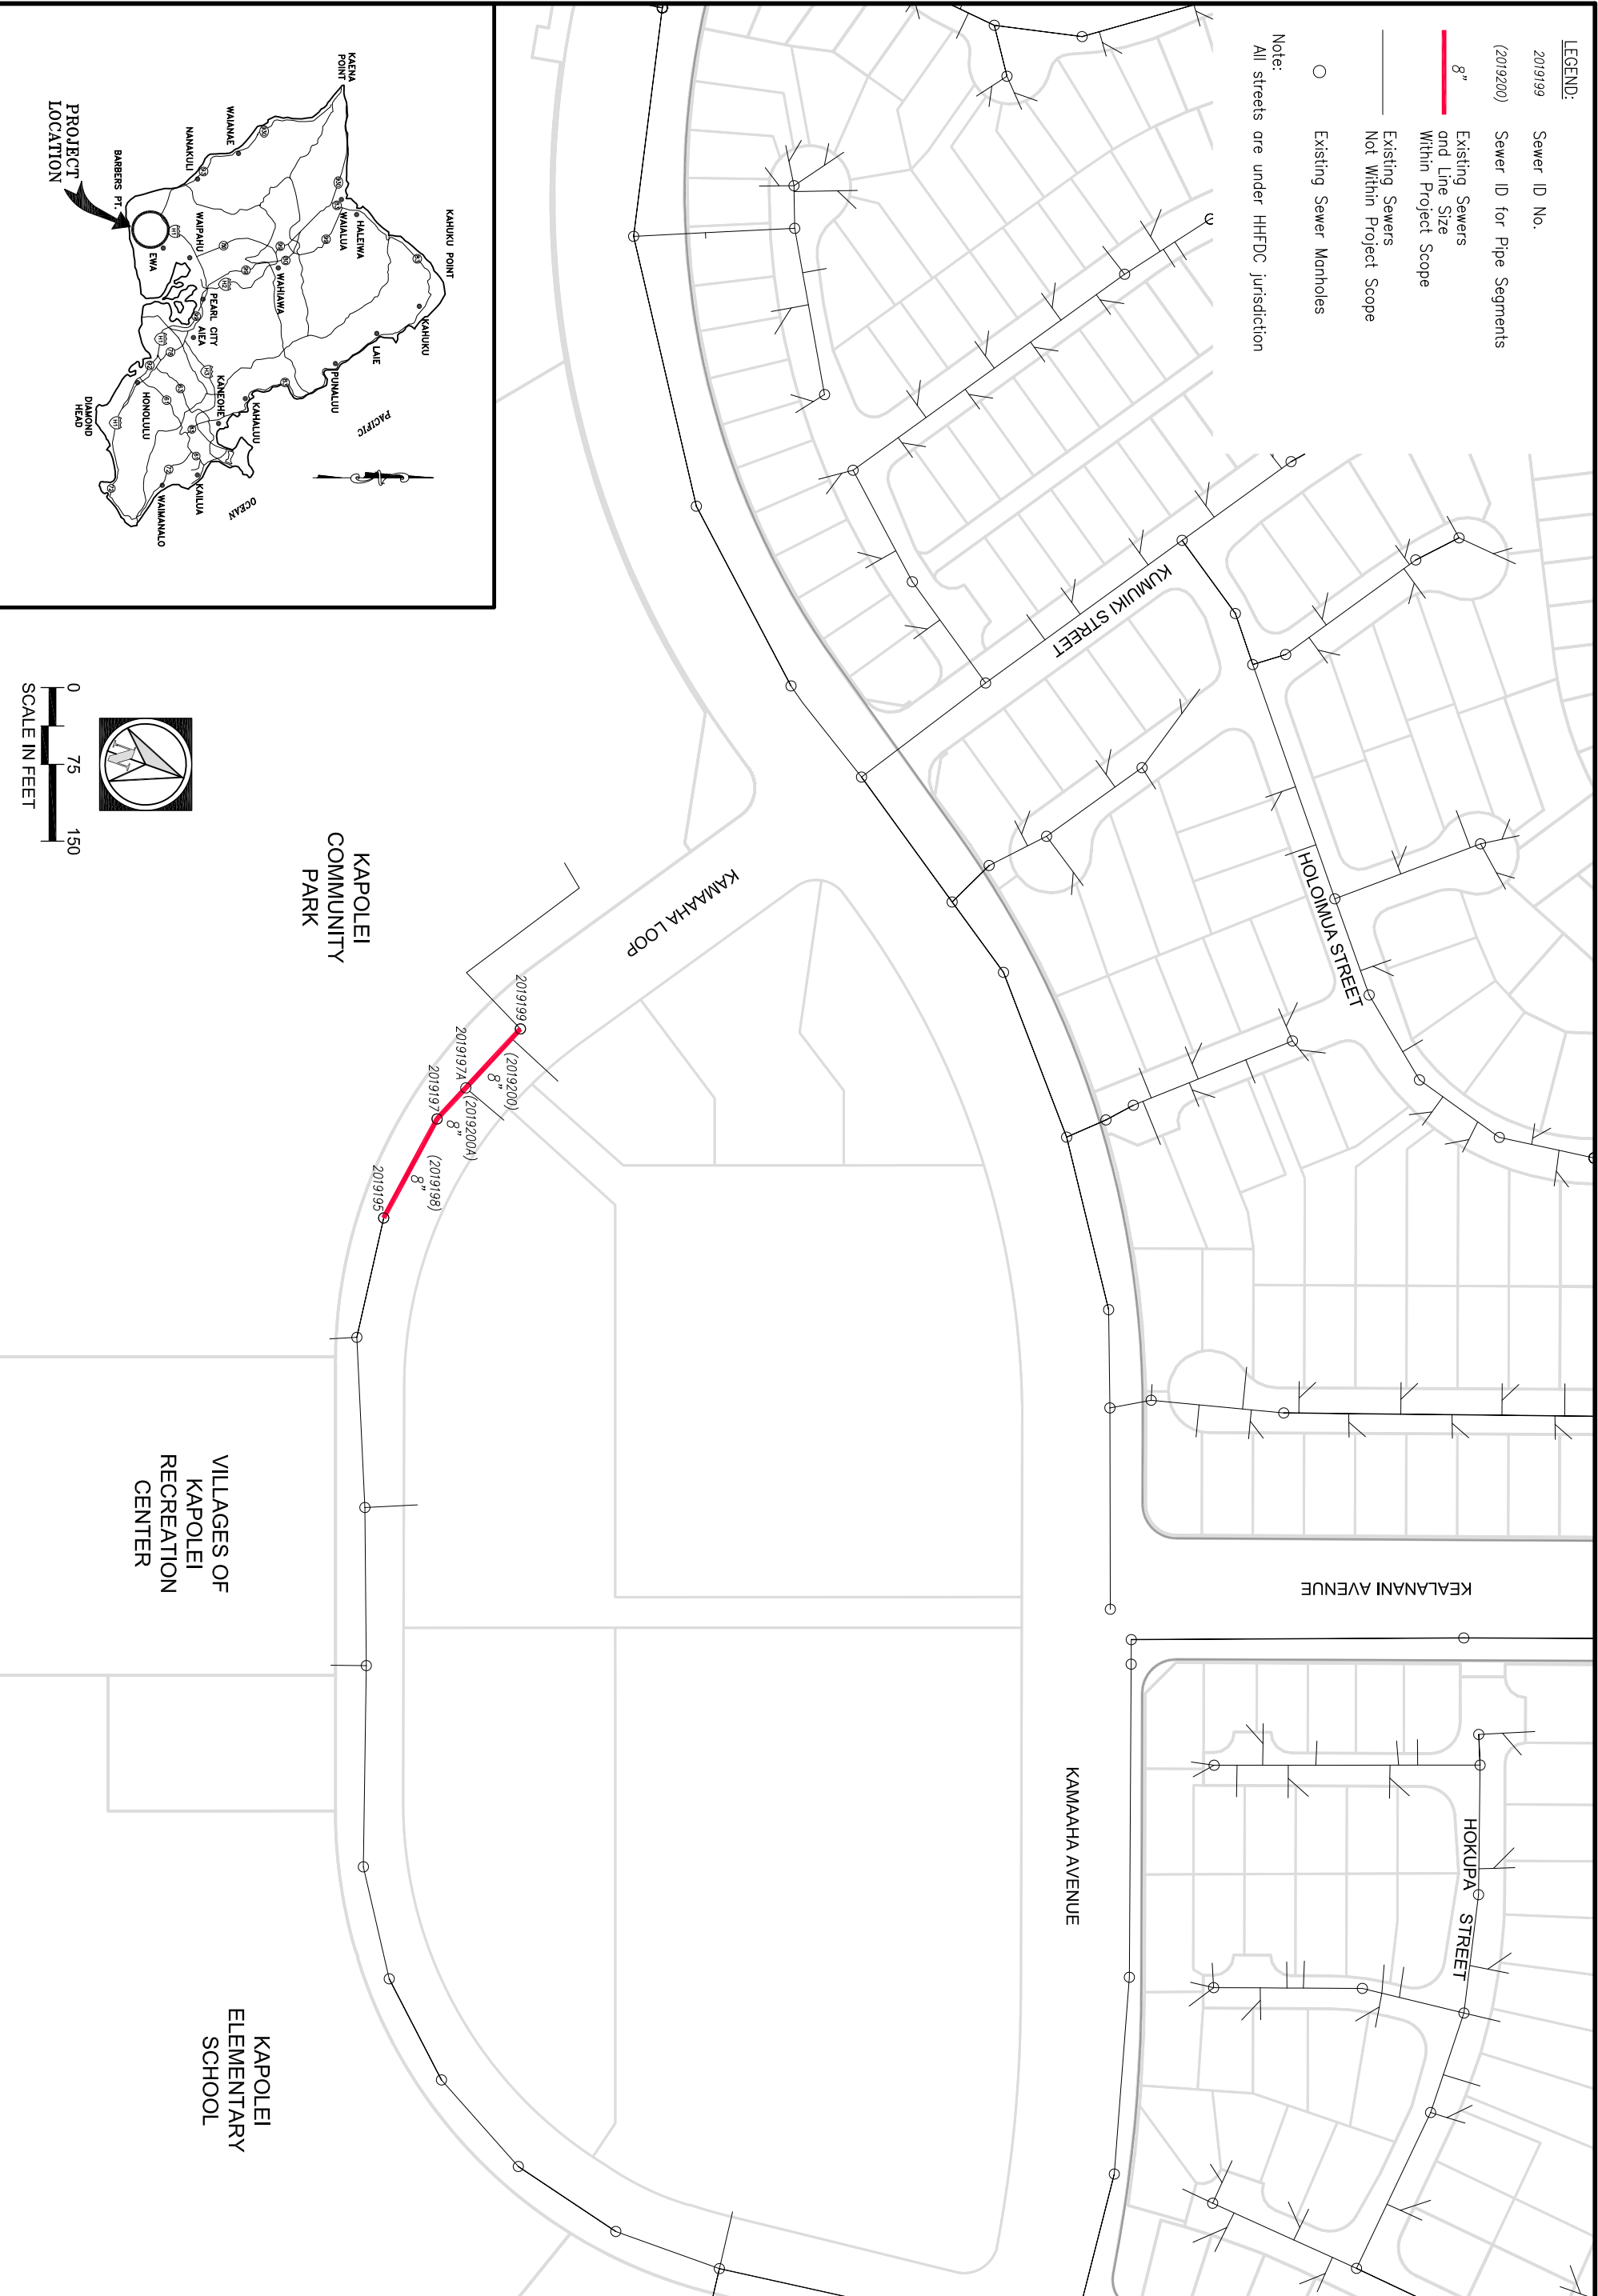 LEGEND:
2019199 Sewer ID No.
(2019200) Sewer ID for Pipe Segments
8" Existing Sewers
and Line Size
Within Project Scope
Existing Sewers
Not Within Project Scope
Existing Sewer Manholes
Note:
All streets are under HHFDC jurisdiction
KUMUIKI STREET
HOLOIMUA STREET
KEALANANI AVENUE
HOKUPA STREET
KAMAAHA AVENUE
KAMAAHA LOOP
2019199
(2019200)
8"
2019197A
(2019200A)
8"
2019197
(2019198)
8"
2019195
KAPOLEI
COMMUNITY
PARK
VILLAGES OF
KAPOLEI
RECREATION
CENTER
KAPOLEI
ELEMENTARY
SCHOOL
0 75 150
SCALE IN FEET
N
KAHUKU POINT
KAHUKU
KAENA
POINT
HALEIWA
WAIALUA
LAIE
PUNALUU
PACIFIC
OCEAN
WAIANAE
WAHIAWA
NANAKULI
WAIPAHU
PEARL CITY
AIEA
KAHALUU
KANEOHE
KAILUA
WAIMANALO
HONOLULU
DIAMOND
HEAD
EWA
BARBERS PT.
PROJECT
LOCATION